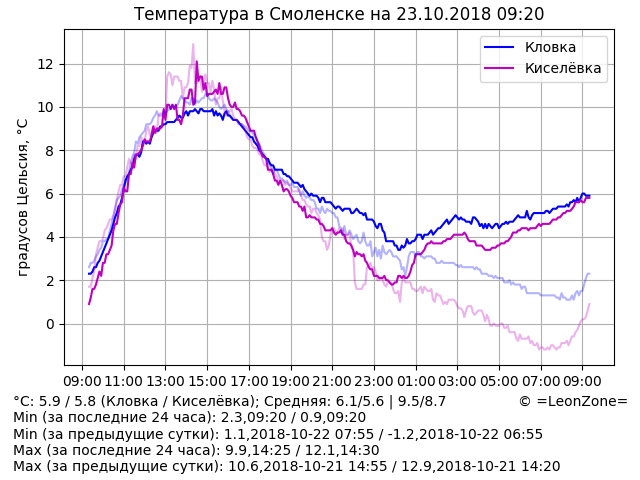 Температура в Смоленске на 23.10.2018 09:20
Кловка
Киселёвка
градусов Цельсия, °C
12
10
8
6
4
2
0
09:00 11:00 13:00 15:00 17:00 19:00 21:00 23:00 01:00 03:00 05:00 07:00 09:00
°C: 5.9 / 5.8 (Кловка / Киселёвка); Средняя: 6.1/5.6 | 9.5/8.7 © =LeonZone=
Min (за последние 24 часа): 2.3,09:20 / 0.9,09:20
Min (за предыдущие сутки): 1.1,2018-10-22 07:55 / -1.2,2018-10-22 06:55
Max (за последние 24 часа): 9.9,14:25 / 12.1,14:30
Max (за предыдущие сутки): 10.6,2018-10-21 14:55 / 12.9,2018-10-21 14:20